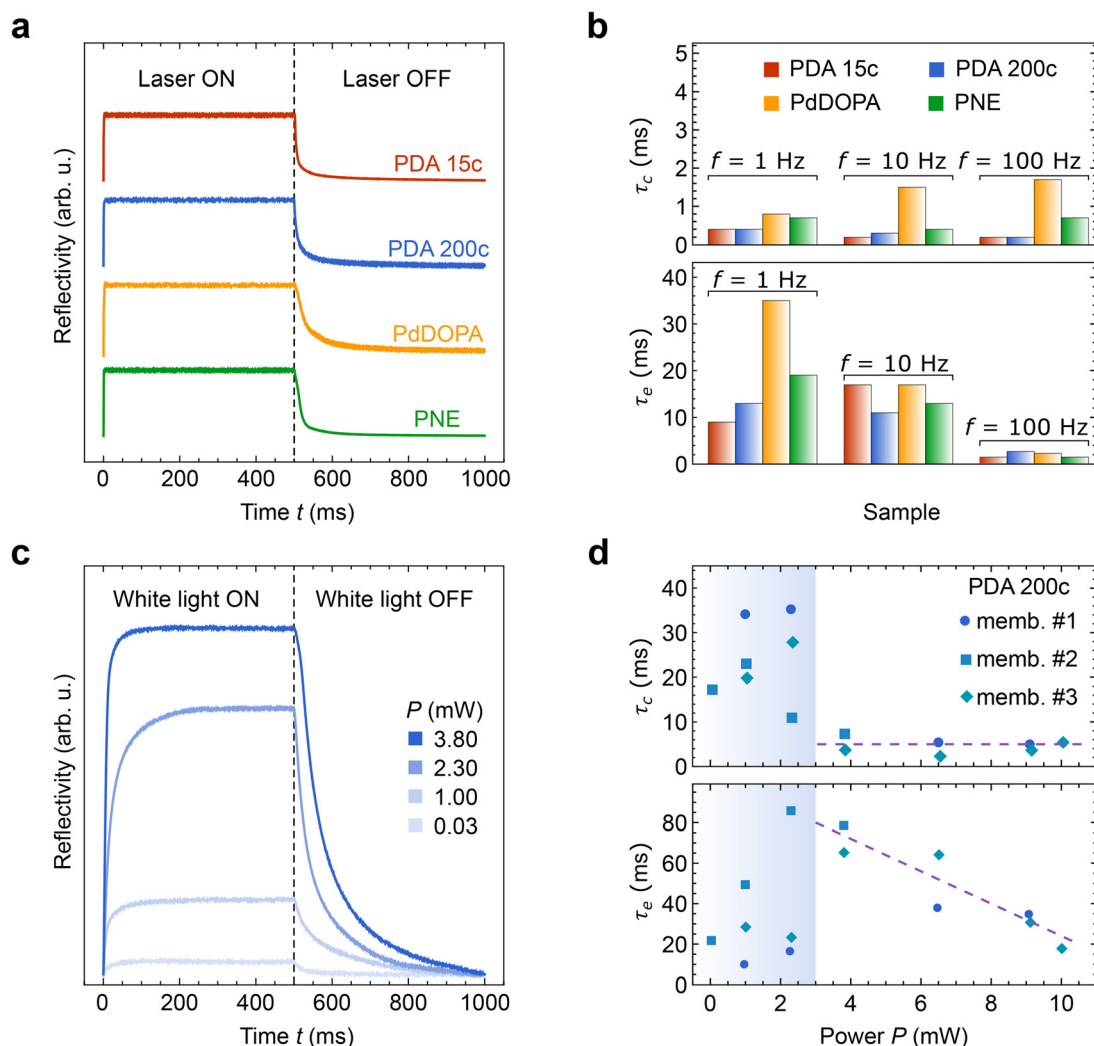 a
Laser ON
Laser OFF
PDA 15c
PDA 200c
PdDOPA
PNE
Reflectivity (arb. u.)
0 200 400 600 800 1000
Time t (ms)
b
PDA 15c PDA 200c
PdDOPA PNE
f = 1 Hz f = 10 Hz f = 100 Hz
τc (ms)
5
4
3
2
1
0
f = 1 Hz
f = 10 Hz
f = 100 Hz
τe (ms)
40
30
20
10
0
Sample
c
White light ON White light OFF
P (mW)
3.80
2.30
1.00
0.03
Reflectivity (arb. u.)
0 200 400 600 800 1000
Time t (ms)
d
PDA 200c
memb. #1
memb. #2
memb. #3
τc (ms)
40
30
20
10
0
τe (ms)
80
60
40
20
0
0 2 4 6 8 10
Power P (mW)